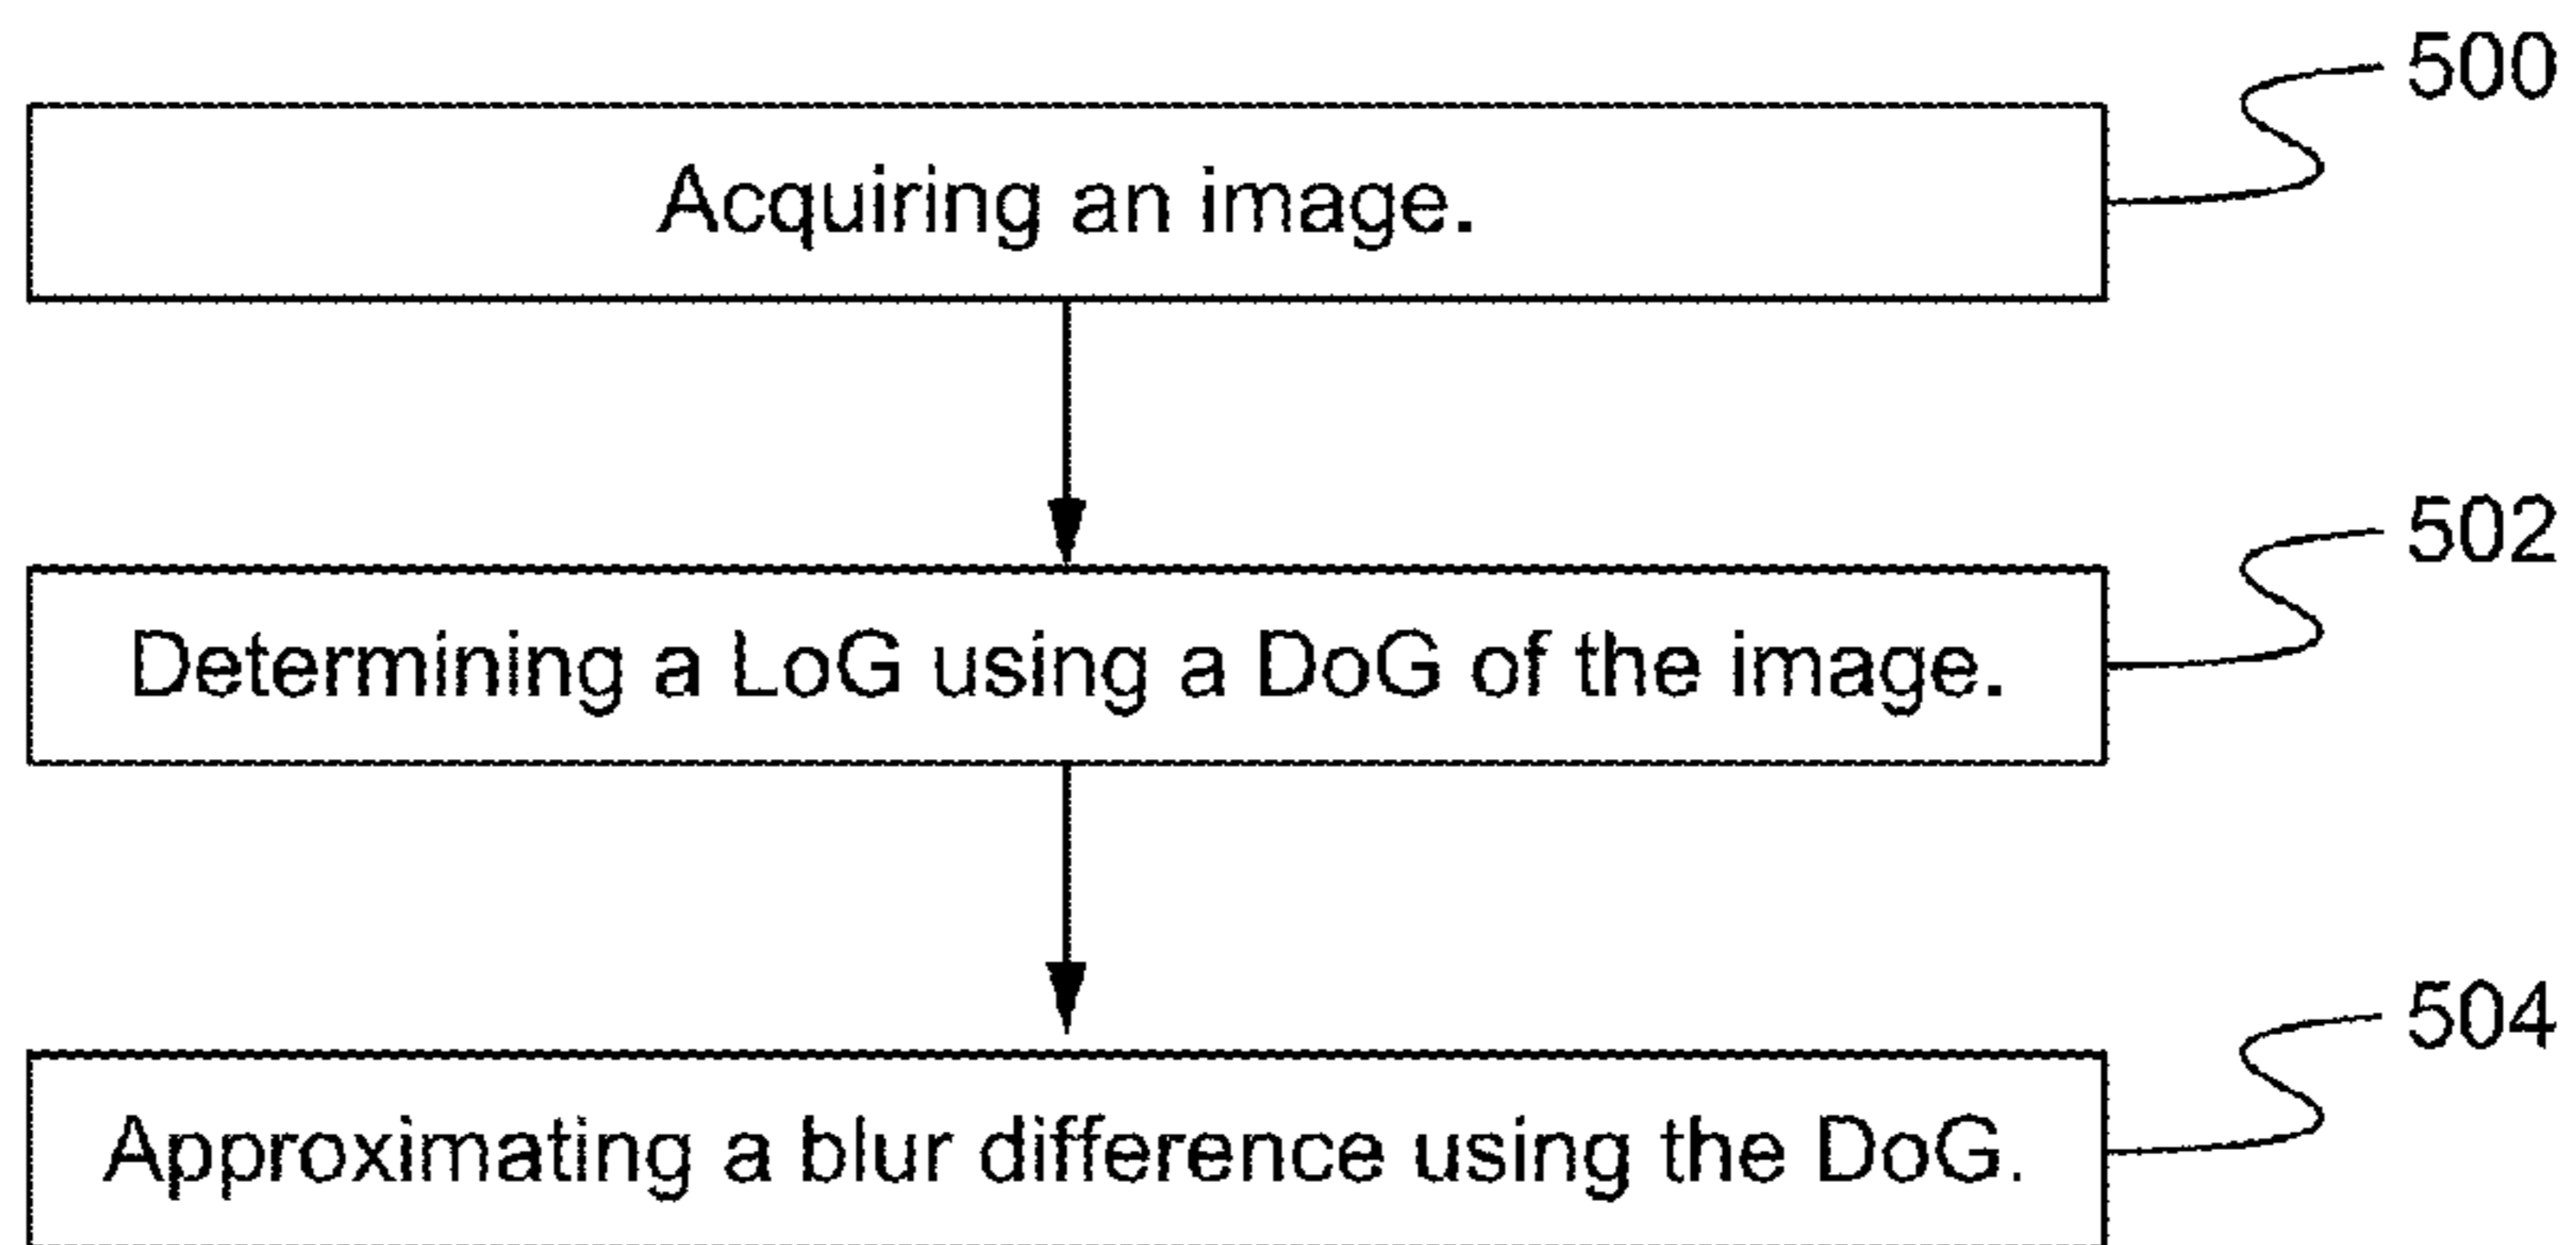 500
Acquiring an image.
502
Determining a LoG using a DoG of the image.
504
Approximating a blur difference using the DoG.